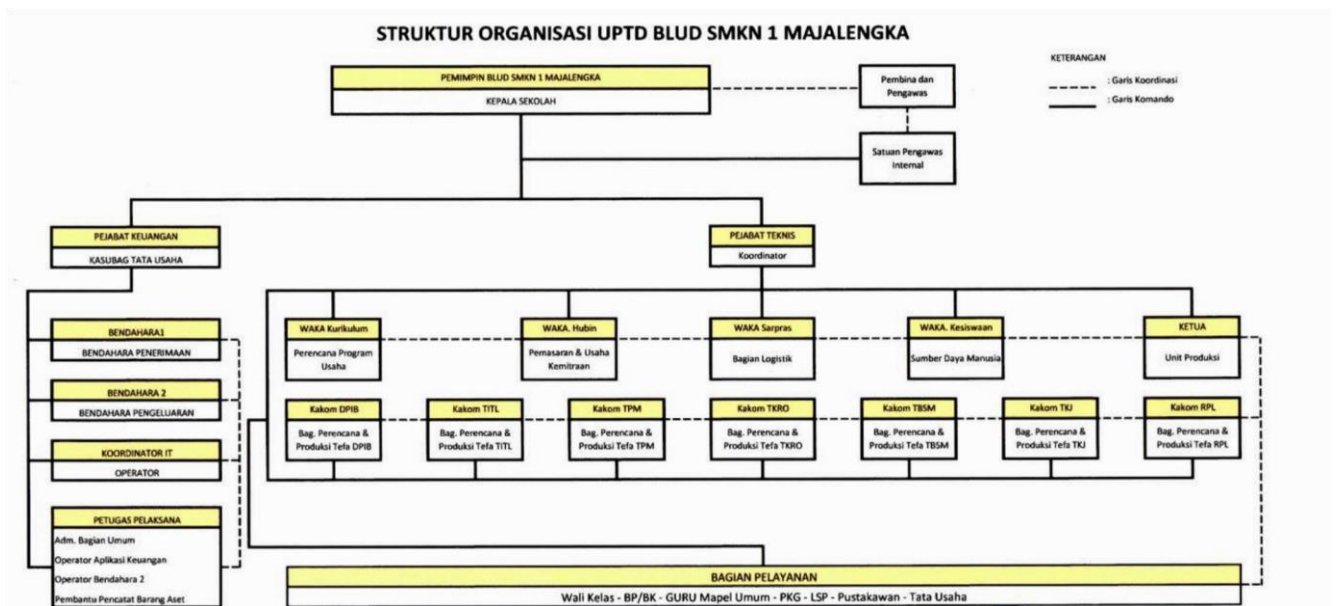 STRUKTUR ORGANISASI UPTD BLUD SMKN 1 MAJALENGKA
KETERANGAN
: Garis Koordinasi
: Garis Komando
PEMIMPIN BLUD SMKN 1 MAJALENGKA
KEPALA SEKOLAH
Pembina dan
Pengawas
Satuan Pengawas
Internal
PEJABAT KEUANGAN
KASUBAG TATA USAHA
PEJABAT TEKNIS
Koordinator
BENDAHARA1
BENDAHARA PENERIMAAN
BENDAHARA 2
BENDAHARA PENGELUARAN
KOORDINATOR IT
OPERATOR
PETUGAS PELAKSANA
Adm. Bagian Umum
Operator Aplikasi Keuangan
Operator Bendahara 2
Pembantu Pencatat Barang Aset
WAKA Kurikulum
Perencana Program
Usaha
WAKA. Hubin
Pemasaran & Usaha
Kemitraan
WAKA Sarpras
Bagian Logistik
WAKA. Kesiswaan
Sumber Daya Manusia
KETUA
Unit Produksi
Kakom DPIB
Bag. Perencana &
Produksi Tefa DPIB
Kakom TITL
Bag. Perencana &
Produksi Tefa TITL
Kakom TPM
Bag. Perencana &
Produksi Tefa TPM
Kakom TKRO
Bag. Perencana &
Produksi Tefa TKRO
Kakom TBSM
Bag. Perencana &
Produksi Tefa TBSM
Kakom TKJ
Bag. Perencana &
Produksi Tefa TKJ
Kakom RPL
Bag. Perencana &
Produksi Tefa RPL
BAGIAN PELAYANAN
Wali Kelas - BP/BK - GURU Mapel Umum - PKG - LSP - Pustakawan - Tata Usaha